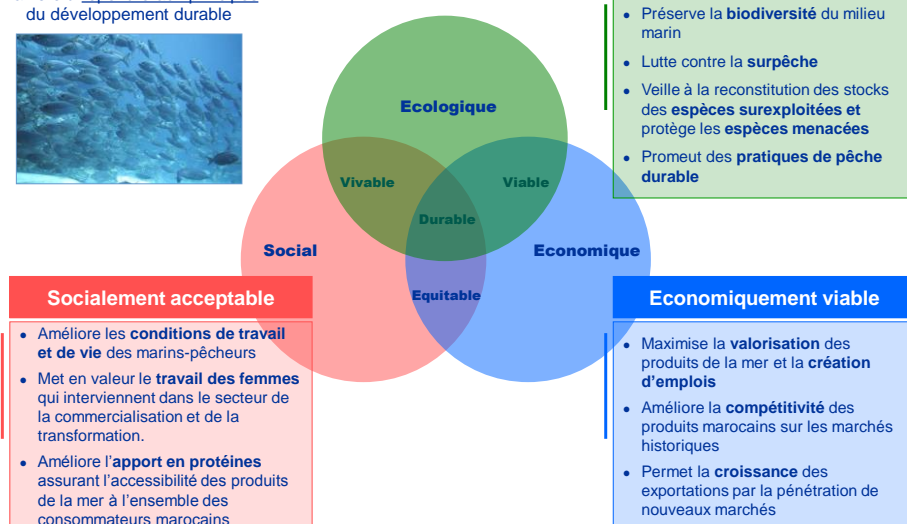 du développement durable
Ecologique
Vivable
Viable
Durable
Social
Economique
Equitable
• Préserve la biodiversité du milieu
marin
• Lutte contre la surpêche
• Veille à la reconstitution des stocks
des espèces surexploitées et
protège les espèces menacées
• Promeut des pratiques de pêche
durable
Socialement acceptable
• Améliore les conditions de travail
et de vie des marins-pêcheurs
• Met en valeur le travail des femmes
qui interviennent dans le secteur de
la commercialisation et de la
transformation.
• Améliore l'apport en protéines
assurant l'accessibilité des produits
de la mer à l'ensemble des
consommateurs marocains
Economiquement viable
• Maximise la valorisation des
produits de la mer et la création
d'emplois
• Améliore la compétitivité des
produits marocains sur les marchés
historiques
• Permet la croissance des
exportations par la pénétration de
nouveaux marchés